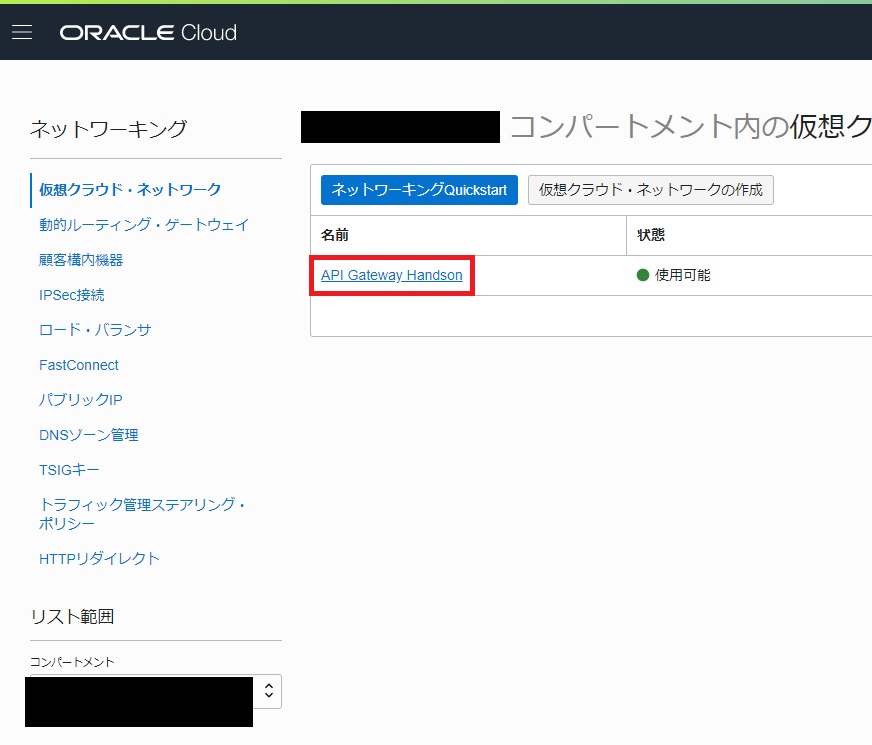 ORACLE Cloud
ネットワーキング
仮想クラウド・ネットワーク
動的ルーティング・ゲートウェイ
顧客構内機器
IPSec接続
ロード・バランサ
FastConnect
パブリックIP
DNSゾーン管理
TSIGキー
トラフィック管理ステアリング・
ポリシー
HTTPリダイレクト
リスト範囲
コンパートメント
コンパートメント内の仮想ク
ネットワーキングQuickstart
仮想クラウド・ネットワークの作成
名前
状態
API Gateway Handson
使用可能